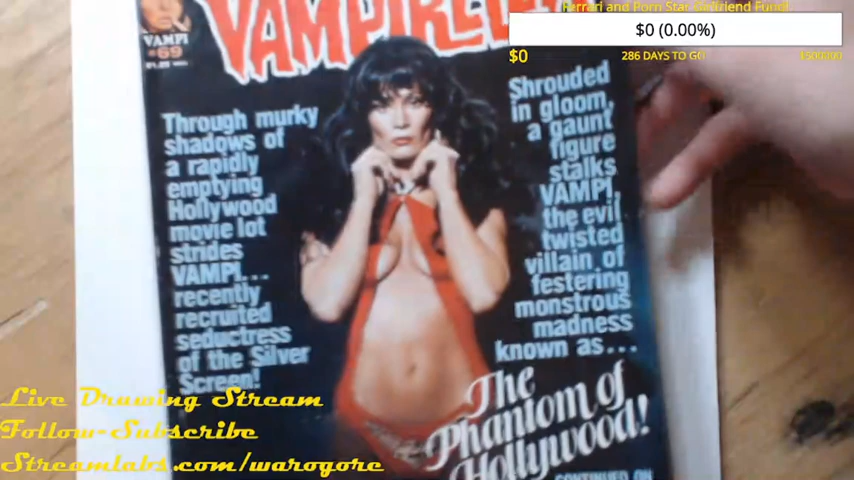 VAMPIRELL
VAMPI
#69
Through murky
shadows of
a rapidly
emptying
Hollywood
movie lot
strides
VAMPI...
recently
recruited
seductress
of the Silver
Screen!
Shrouded
in gloom,
a gaunt
figure
stalks
VAMPI,
the evil
twisted
villain of
festering
monstrous
madness
known as...
The
Phantom of
Hollywood!
CONTINUED ON
Ferrari and Porn Star Girlfriend Fund!
$0 (0.00%)
$0
286 DAYS TO GO
Live Drawing Stream
Follow-Subscribe
Streamlabs.com/warogore